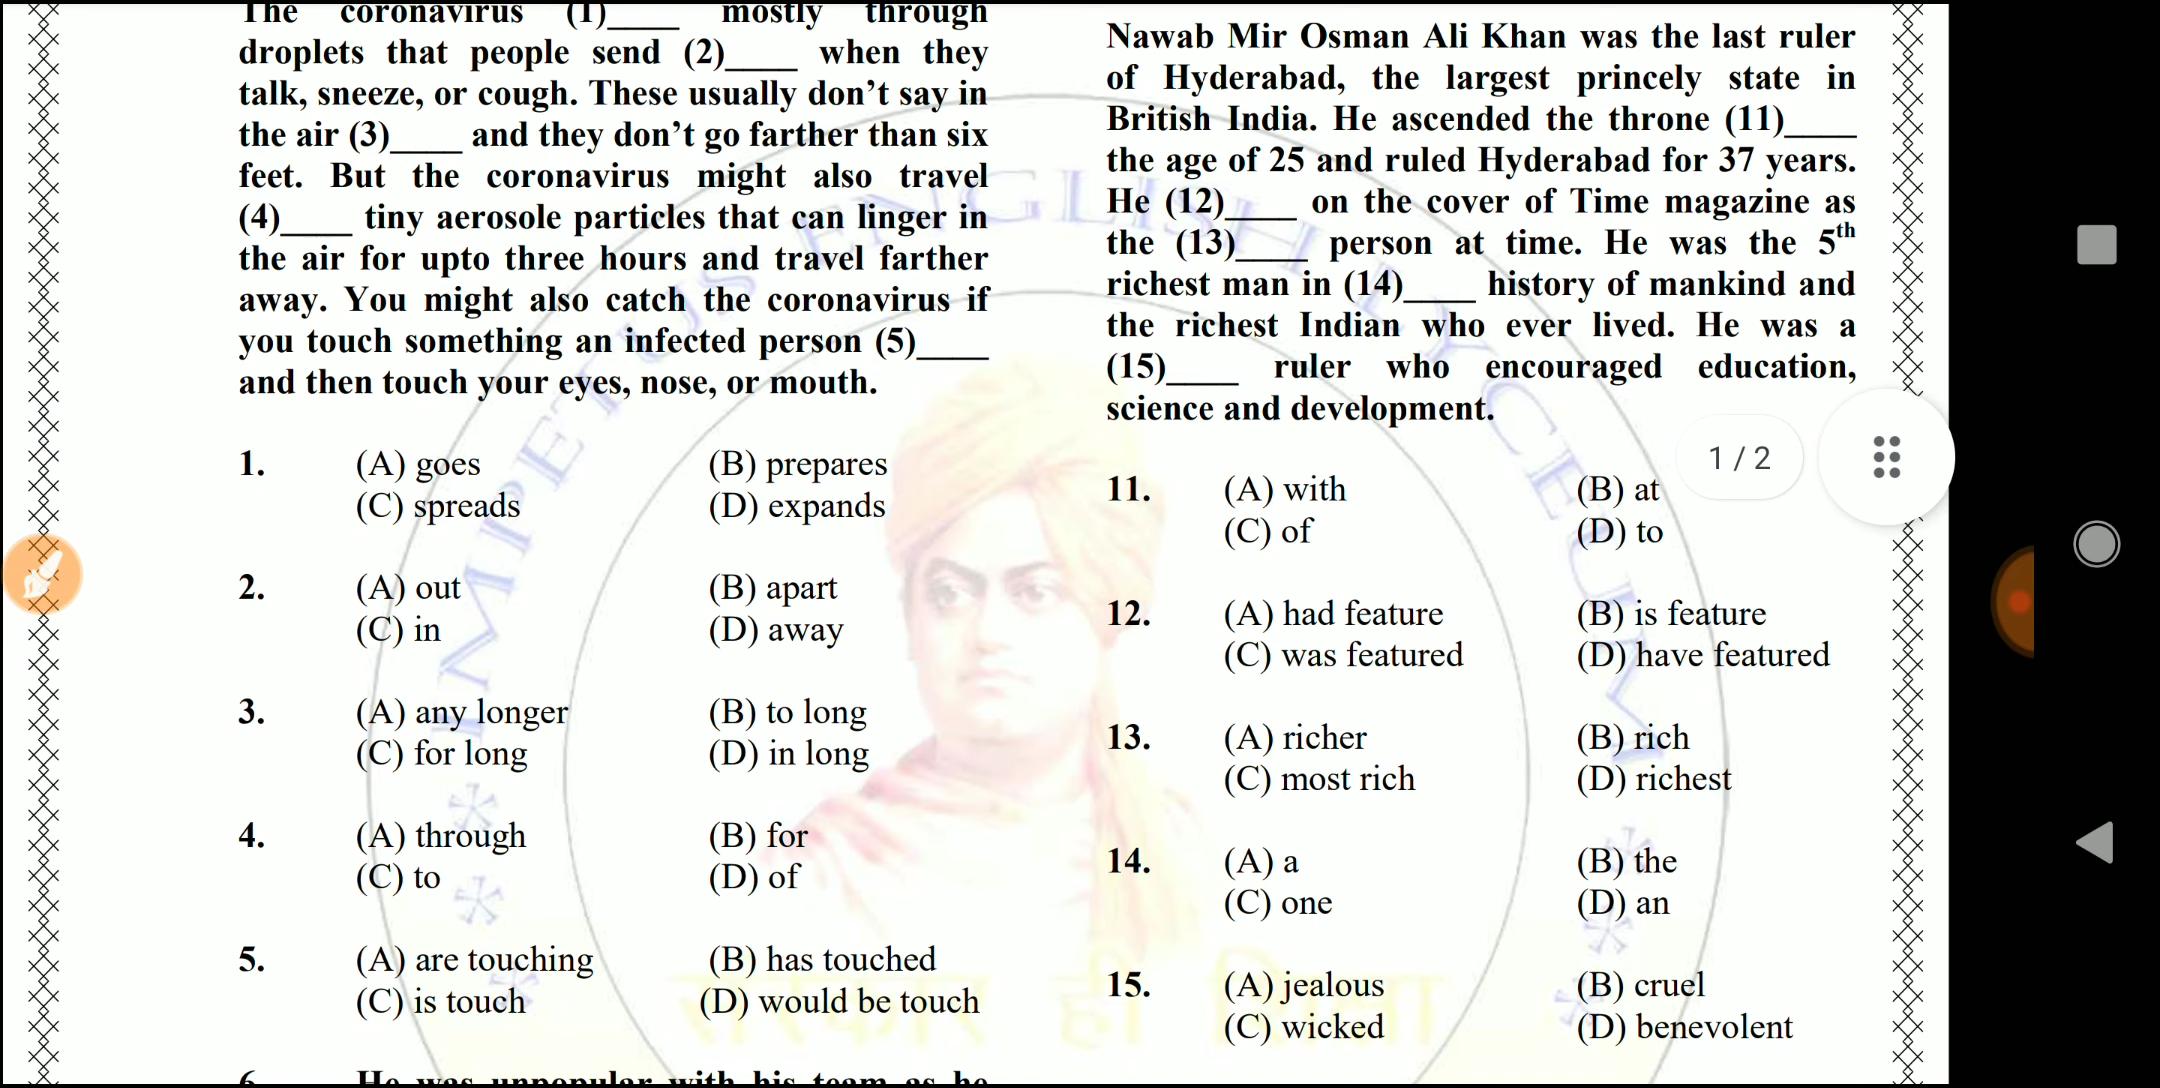 The coronavirus (1)____ mostly through
droplets that people send (2)____ when they
talk, sneeze, or cough. These usually don’t say in
the air (3)____ and they don’t go farther than six
feet. But the coronavirus might also travel
(4)____ tiny aerosole particles that can linger in
the air for upto three hours and travel farther
away. You might also catch the coronavirus if
you touch something an infected person (5)____
and then touch your eyes, nose, or mouth.
1. (A) goes (B) prepares
(C) spreads (D) expands
2. (A) out (B) apart
(C) in (D) away
3. (A) any longer (B) to long
(C) for long (D) in long
4. (A) through (B) for
(C) to (D) of
5. (A) are touching (B) has touched
(C) is touch (D) would be touch
6. He was unpopular with his team as he
Nawab Mir Osman Ali Khan was the last ruler
of Hyderabad, the largest princely state in
British India. He ascended the throne (11)____
the age of 25 and ruled Hyderabad for 37 years.
He (12)____ on the cover of Time magazine as
the (13)____ person at time. He was the 5th
richest man in (14)____ history of mankind and
the richest Indian who ever lived. He was a
(15)____ ruler who encouraged education,
science and development.
11. (A) with (B) at
(C) of (D) to
12. (A) had feature (B) is feature
(C) was featured (D) have featured
13. (A) richer (B) rich
(C) most rich (D) richest
14. (A) a (B) the
(C) one (D) an
15. (A) jealous (B) cruel
(C) wicked (D) benevolent
1 / 2
IMPETUS ENGLISH LYCEUM
संस्कार ही शिक्षा